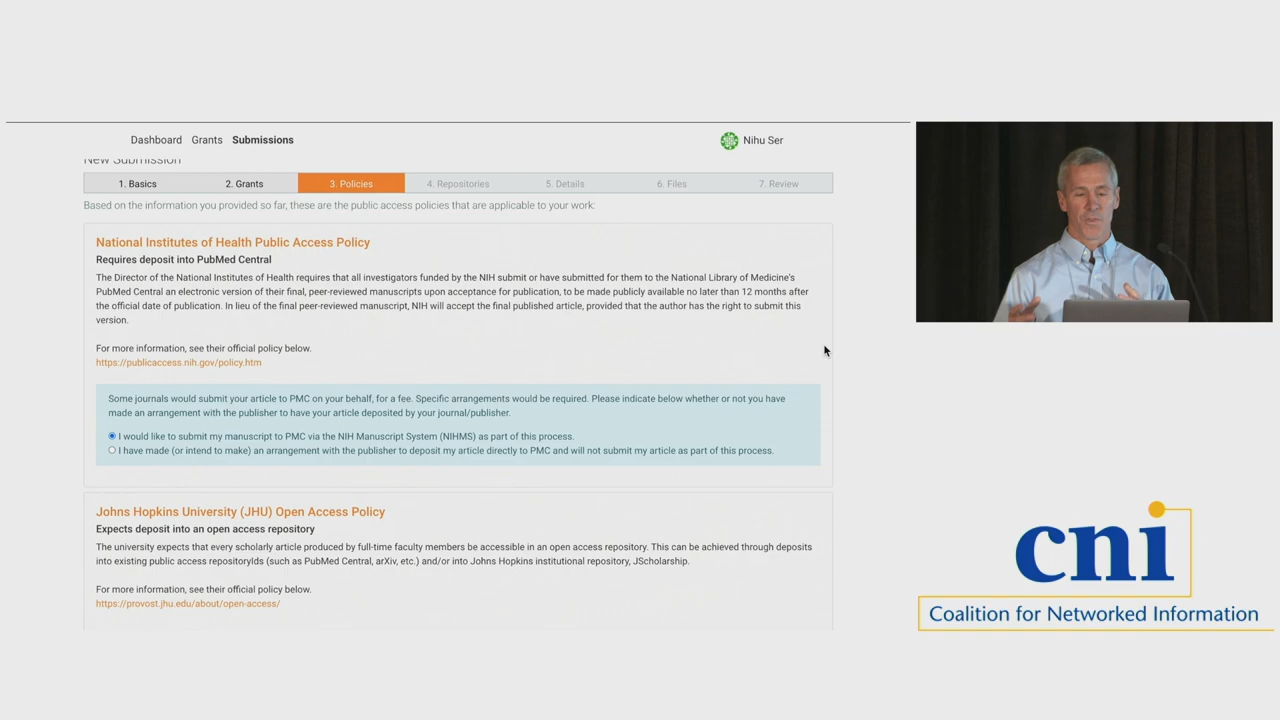 Dashboard Grants Submissions Nihu Ser
New Submission
1. Basics 2. Grants 3. Policies 4. Repositories 5. Details 6. Files 7. Review
Based on the information you provided so far, these are the public access policies that are applicable to your work:
National Institutes of Health Public Access Policy
Requires deposit into PubMed Central
The Director of the National Institutes of Health requires that all investigators funded by the NIH submit or have submitted for them to the National Library of Medicine's
PubMed Central an electronic version of their final, peer-reviewed manuscripts upon acceptance for publication, to be made publicly available no later than 12 months after
the official date of publication. In lieu of the final peer-reviewed manuscript, NIH will accept the final published article, provided that the author has the right to submit this
version.
For more information, see their official policy below.
https://publicaccess.nih.gov/policy.htm
Some journals would submit your article to PMC on your behalf, for a fee. Specific arrangements would be required. Please indicate below whether or not you have
made an arrangement with the publisher to have your article deposited by your journal/publisher.
I would like to submit my manuscript to PMC via the NIH Manuscript System (NIHMS) as part of this process.
I have made (or intend to make) an arrangement with the publisher to deposit my article directly to PMC and will not submit my article as part of this process.
Johns Hopkins University (JHU) Open Access Policy
Expects deposit into an open access repository
The university expects that every scholarly article produced by full-time faculty members be accessible in an open access repository. This can be achieved through deposits
into existing public access repositoryIds (such as PubMed Central, arXiv, etc.) and/or into Johns Hopkins institutional repository, JScholarship.
For more information, see their official policy below.
https://provost.jhu.edu/about/open-access/
cni
Coalition for Networked Information